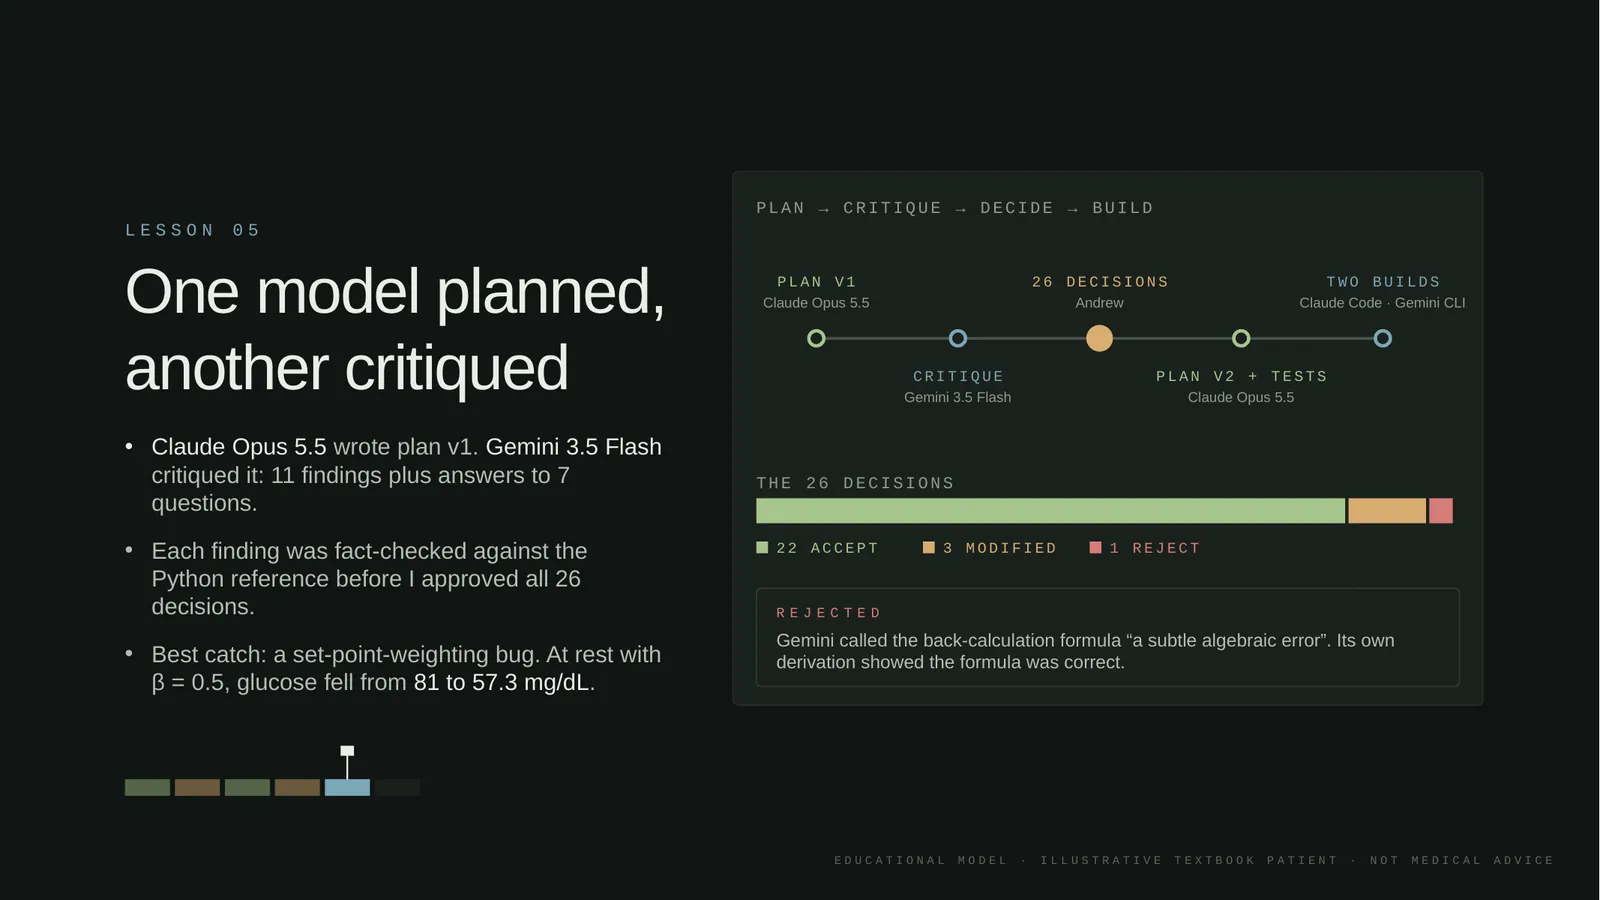 LESSON 05
One model planned,
another critiqued
• Claude Opus 5.5 wrote plan v1. Gemini 3.5 Flash
critiqued it: 11 findings plus answers to 7
questions.
• Each finding was fact-checked against the
Python reference before I approved all 26
decisions.
• Best catch: a set-point-weighting bug. At rest with
β = 0.5, glucose fell from 81 to 57.3 mg/dL.
PLAN → CRITIQUE → DECIDE → BUILD
PLAN V1
Claude Opus 5.5
26 DECISIONS
Andrew
TWO BUILDS
Claude Code · Gemini CLI
CRITIQUE
Gemini 3.5 Flash
PLAN V2 + TESTS
Claude Opus 5.5
THE 26 DECISIONS
22 ACCEPT
3 MODIFIED
1 REJECT
REJECTED
Gemini called the back-calculation formula “a subtle algebraic error”. Its own
derivation showed the formula was correct.
EDUCATIONAL MODEL · ILLUSTRATIVE TEXTBOOK PATIENT · NOT MEDICAL ADVICE